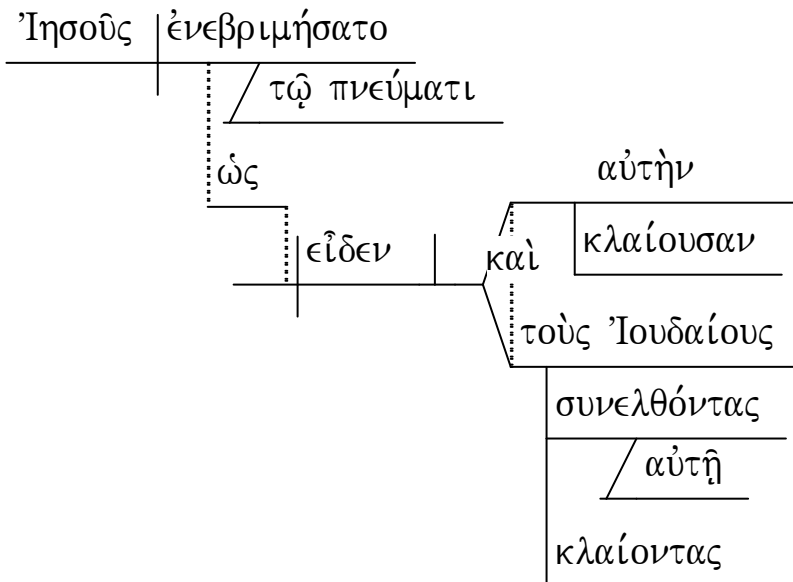 Ἰησοῦς ἐνεβριμήσατο
τῷ πνεύματι
ὡς
αὐτὴν
εἶδεν
καὶ
κλαίουσαν
τοὺς Ἰουδαίους
συνελθόντας
αὐτῇ
κλαίοντας